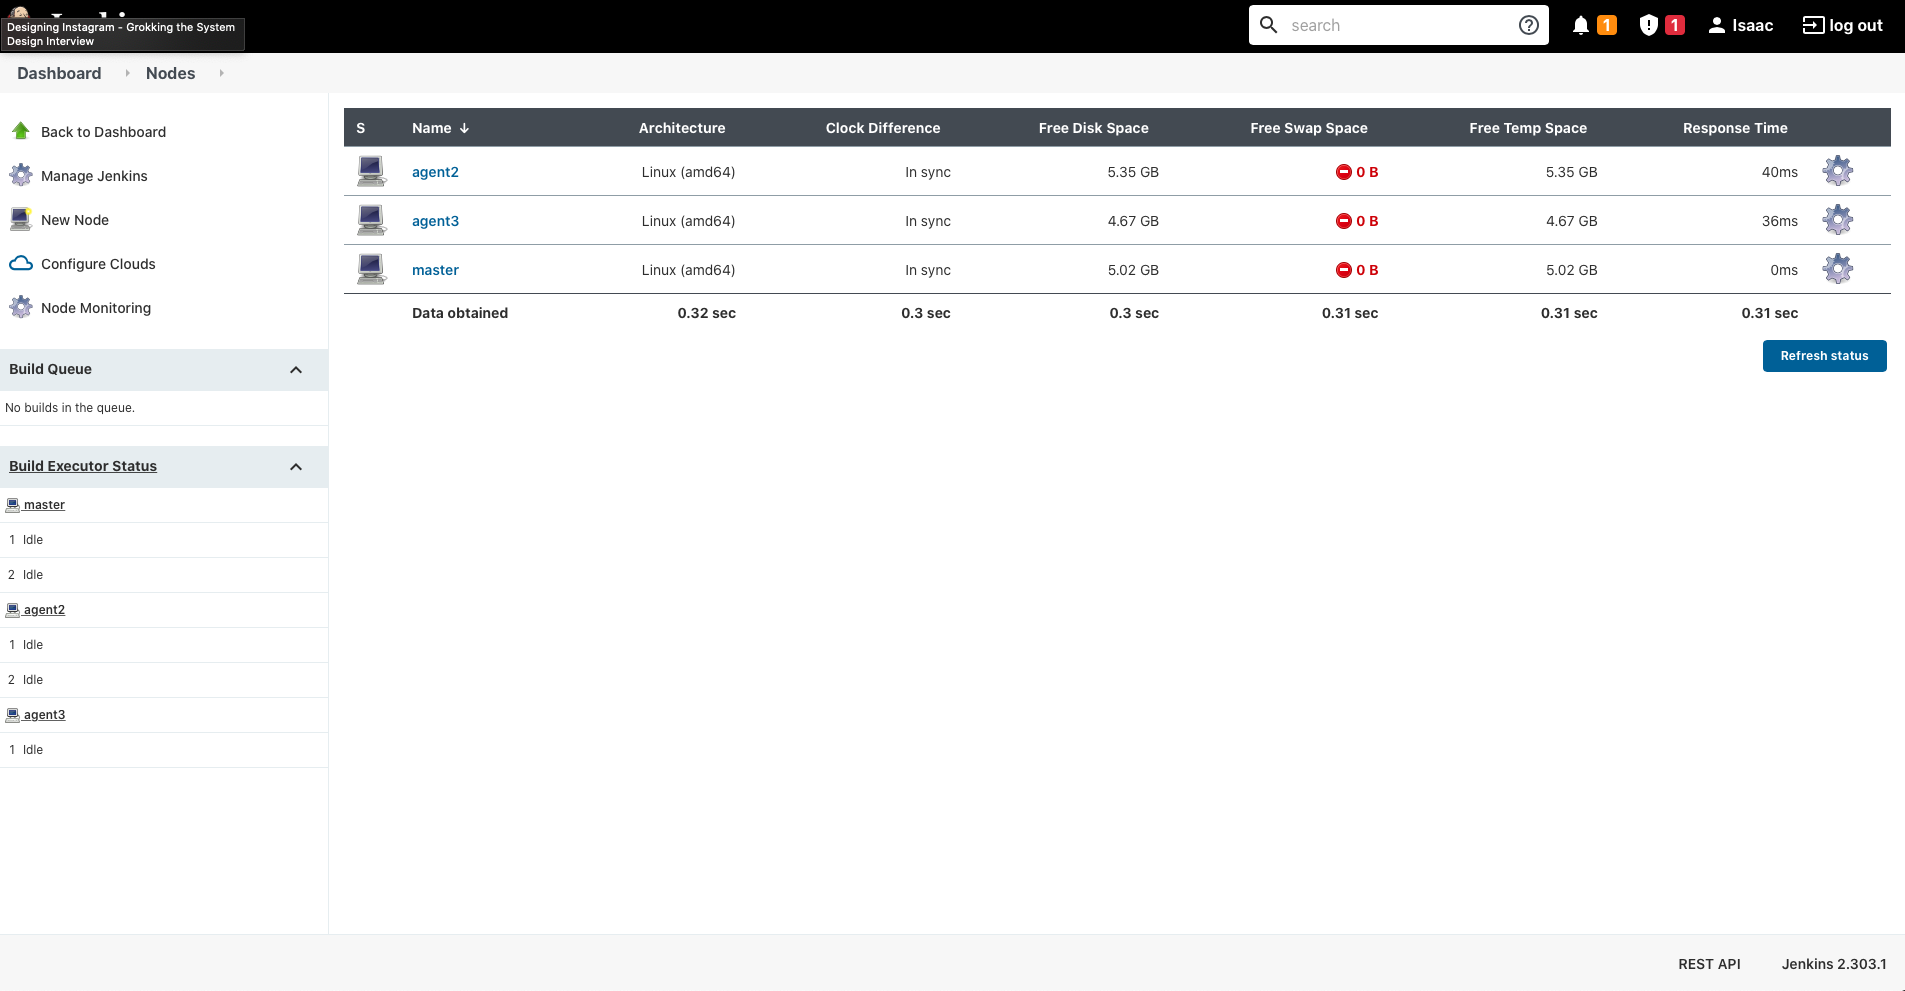 Designing Instagram - Grokking the System
Design Interview
search
1
1
Isaac
log out
Dashboard
Nodes
Back to Dashboard
Manage Jenkins
New Node
Configure Clouds
Node Monitoring
Build Queue
No builds in the queue.
Build Executor Status
master
1 Idle
2 Idle
agent2
1 Idle
2 Idle
agent3
1 Idle
S Name ↓ Architecture Clock Difference Free Disk Space Free Swap Space Free Temp Space Response Time
agent2 Linux (amd64) In sync 5.35 GB 0 B 5.35 GB 40ms
agent3 Linux (amd64) In sync 4.67 GB 0 B 4.67 GB 36ms
master Linux (amd64) In sync 5.02 GB 0 B 5.02 GB 0ms
Data obtained 0.32 sec 0.3 sec 0.3 sec 0.31 sec 0.31 sec 0.31 sec
Refresh status
REST API
Jenkins 2.303.1